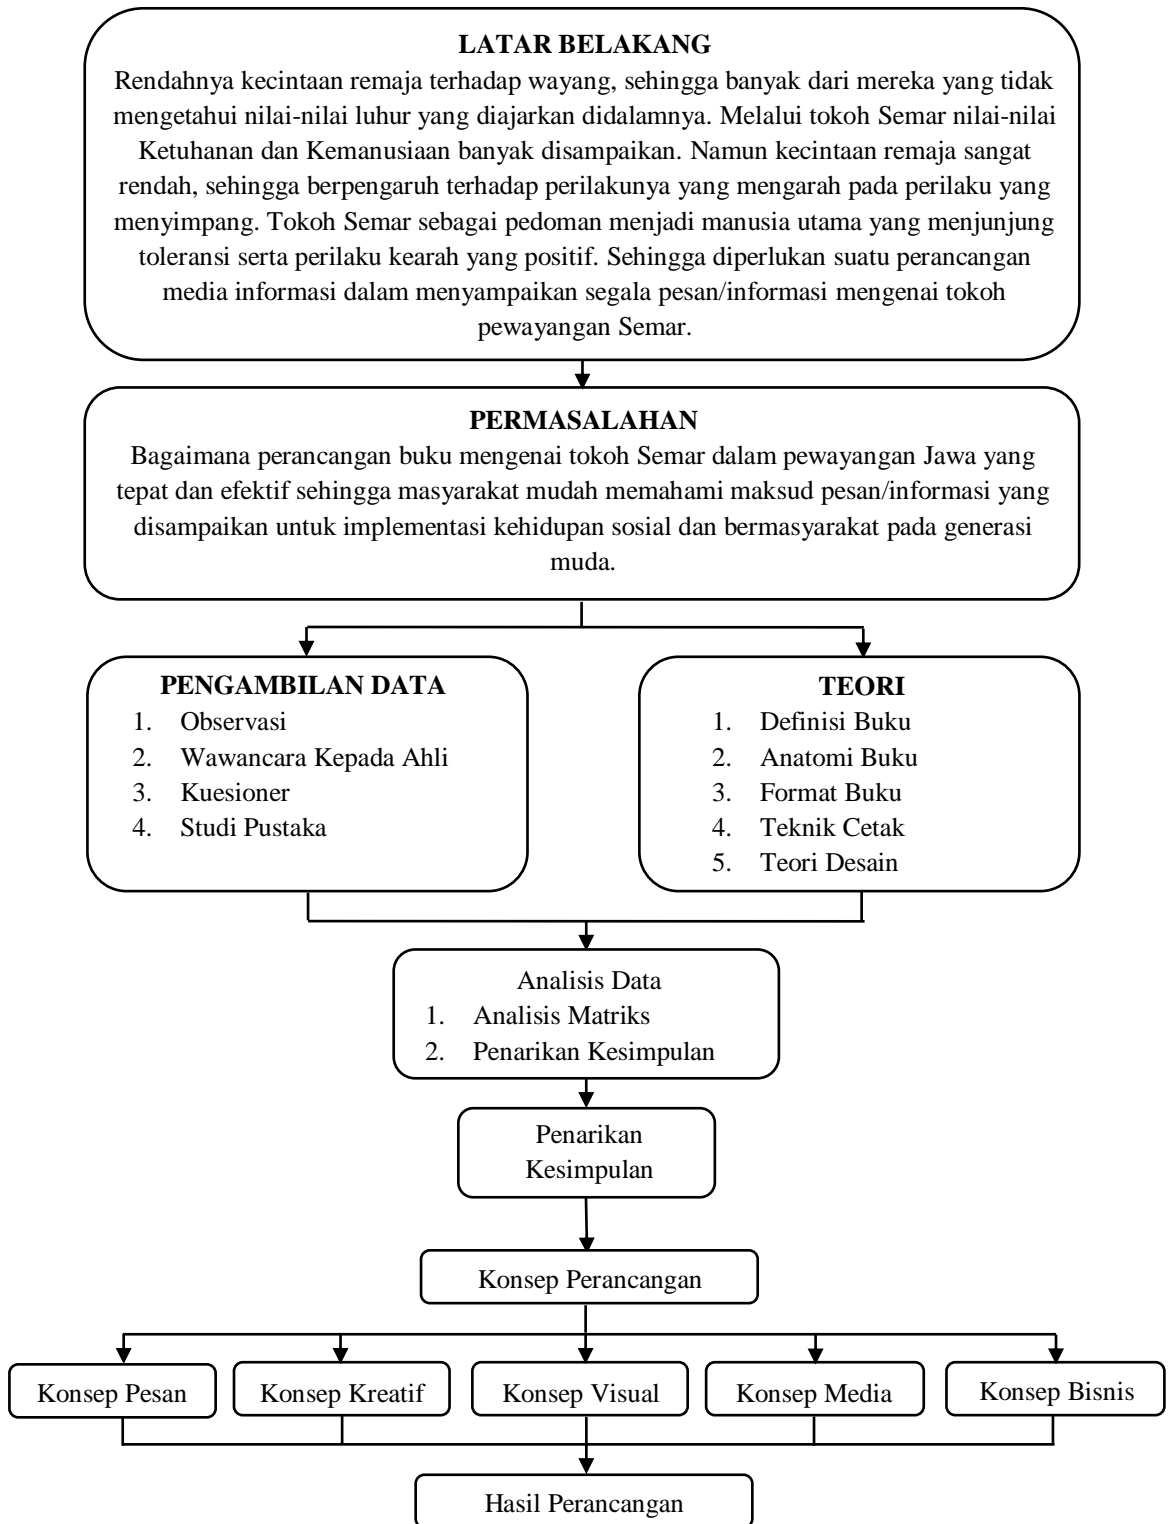 LATAR BELAKANG
Rendahnya kecintaan remaja terhadap wayang, sehingga banyak dari mereka yang tidak
mengetahui nilai-nilai luhur yang diajarkan didalamnya. Melalui tokoh Semar nilai-nilai
Ketuhanan dan Kemanusiaan banyak disampaikan. Namun kecintaan remaja sangat
rendah, sehingga berpengaruh terhadap perilakunya yang mengarah pada perilaku yang
menyimpang. Tokoh Semar sebagai pedoman menjadi manusia utama yang menjunjung
toleransi serta perilaku kearah yang positif. Sehingga diperlukan suatu perancangan
media informasi dalam menyampaikan segala pesan/informasi mengenai tokoh
pewayangan Semar.
PERMASALAHAN
Bagaimana perancangan buku mengenai tokoh Semar dalam pewayangan Jawa yang
tepat dan efektif sehingga masyarakat mudah memahami maksud pesan/informasi yang
disampaikan untuk implementasi kehidupan sosial dan bermasyarakat pada generasi
muda.
PENGAMBILAN DATA
1. Observasi
2. Wawancara Kepada Ahli
3. Kuesioner
4. Studi Pustaka
TEORI
1. Definisi Buku
2. Anatomi Buku
3. Format Buku
4. Teknik Cetak
5. Teori Desain
Analisis Data
1. Analisis Matriks
2. Penarikan Kesimpulan
Penarikan
Kesimpulan
Konsep Perancangan
Konsep Pesan
Konsep Kreatif
Konsep Visual
Konsep Media
Konsep Bisnis
Hasil Perancangan